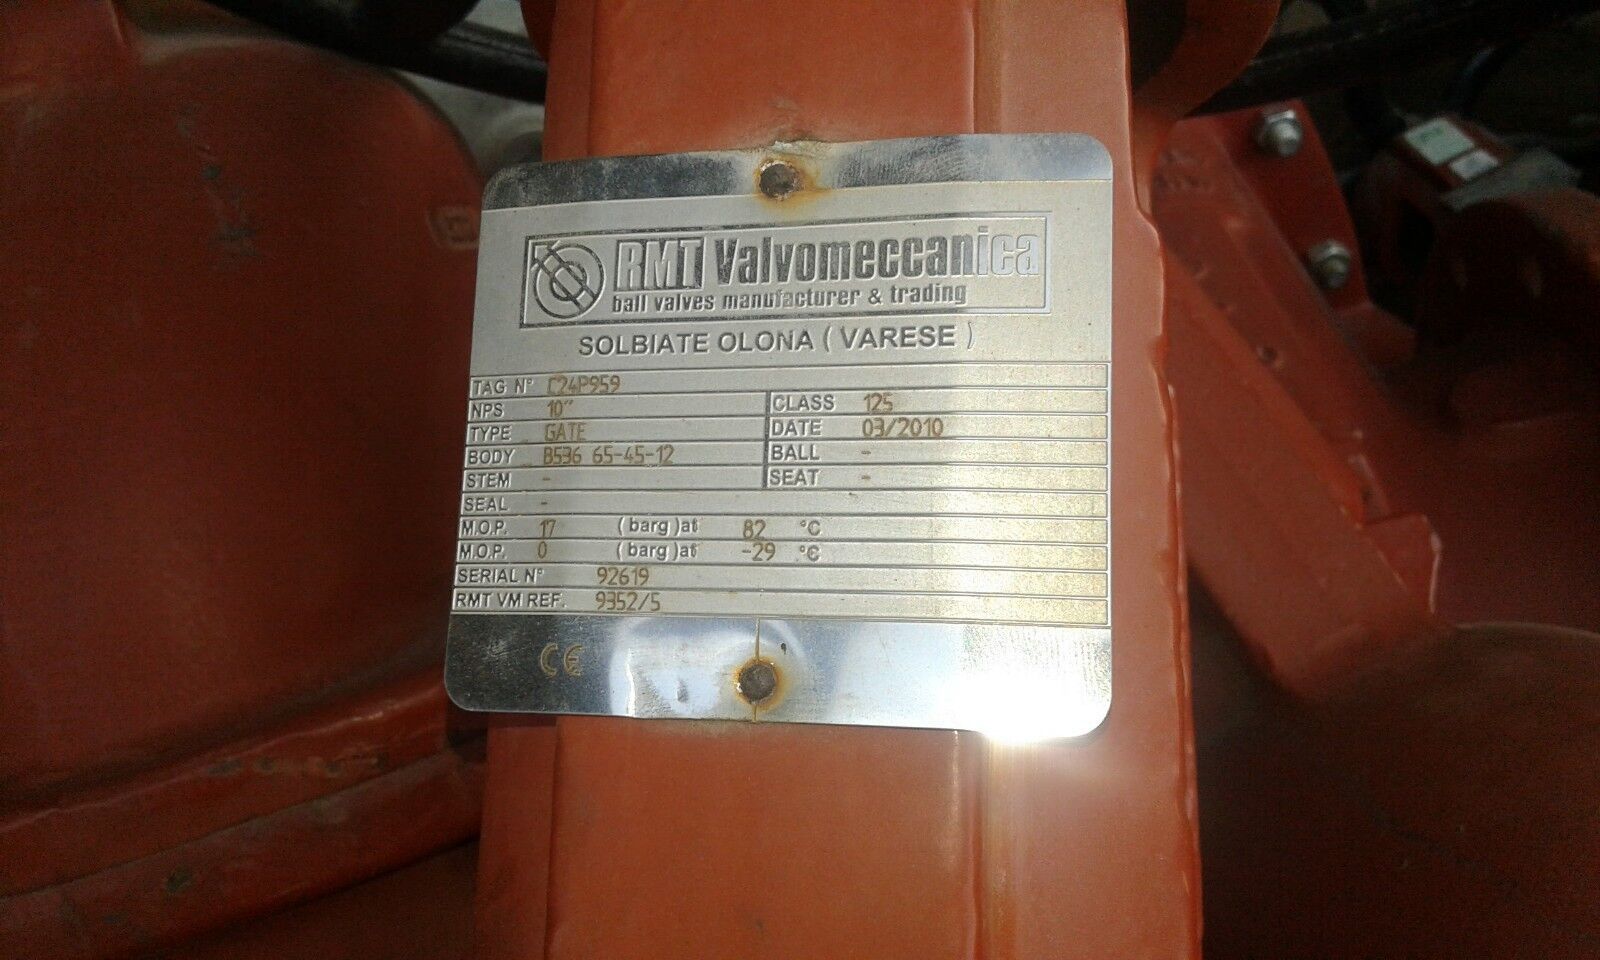 RMT Valvomeccanica
ball valves manufacturer & trading
SOLBIATE OLONA ( VARESE )
TAG N° C24P959
NPS 10" CLASS 125
TYPE GATE DATE 03/2010
BODY B536 65-45-12 BALL -
STEM - SEAT -
SEAL -
M.O.P. 17 ( barg )at 82 °C
M.O.P. 0 ( barg )at -29 °C
SERIAL N° 92619
RMT VM REF. 9352/5
CE